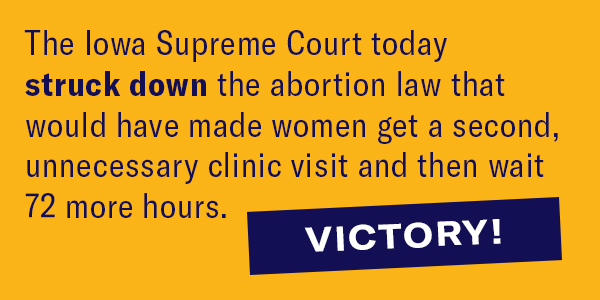 The Iowa Supreme Court today
struck down the abortion law that
would have made women get a second,
unnecessary clinic visit and then wait
72 more hours.
VICTORY!